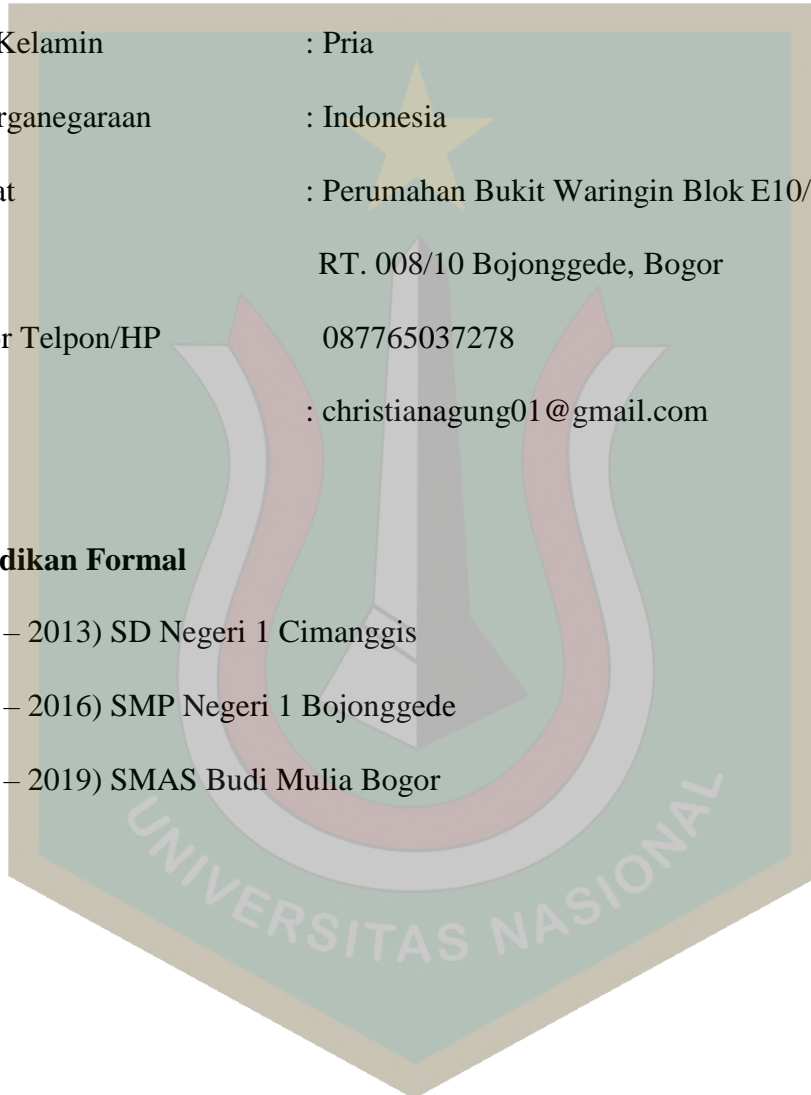 Kelamin : Pria
rganegaraan : Indonesia
at : Perumahan Bukit Waringin Blok E10/
RT. 008/10 Bojonggede, Bogor
r Telpon/HP 087765037278
: christianagung01@gmail.com
dikan Formal
– 2013) SD Negeri 1 Cimanggis
– 2016) SMP Negeri 1 Bojonggede
– 2019) SMAS Budi Mulia Bogor
UNIVERSITAS NASIONAL